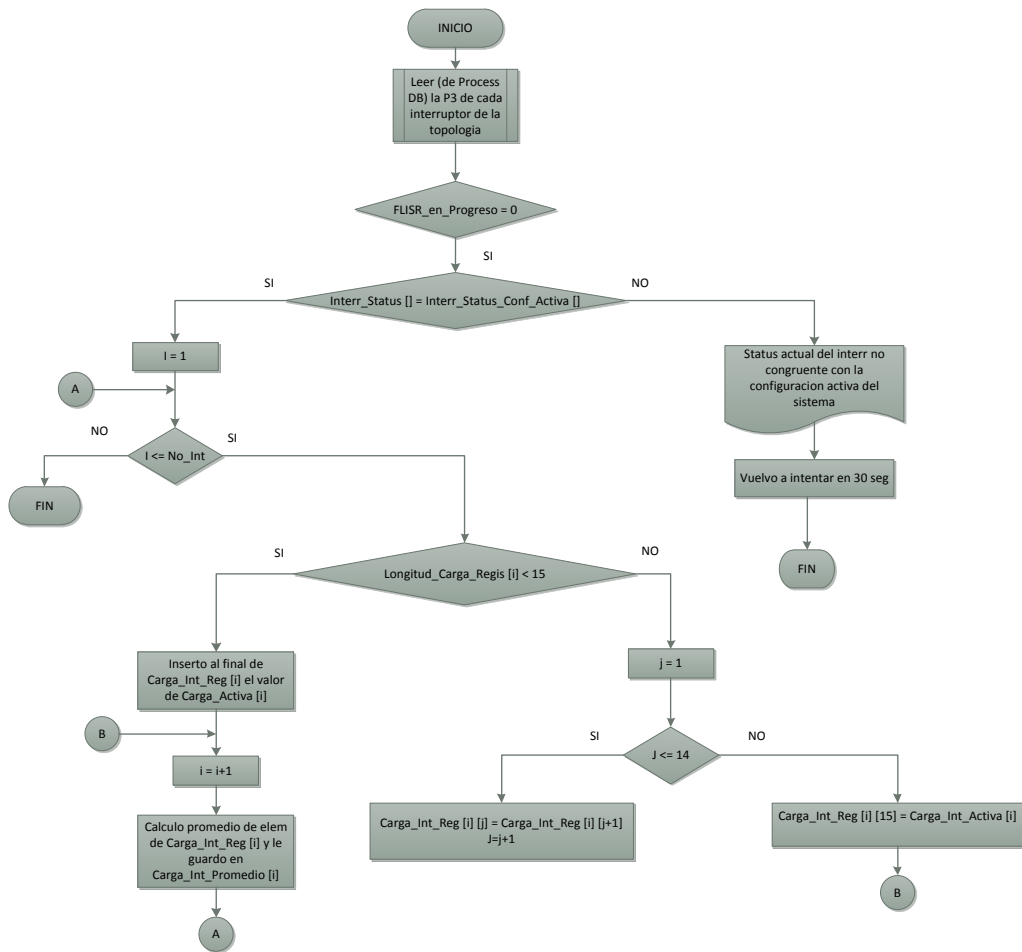 INICIO
Leer (de Process
DB) la P3 de cada
interruptor de la
topologia
FLISR_en_Progreso = 0
SI
SI
NO
Interr_Status [] = Interr_Status_Conf_Activa []
I = 1
A
NO
SI
I <= No_Int
FIN
Status actual del interr no
congruente con la
configuracion activa del
sistema
Vuelvo a intentar en 30 seg
FIN
SI
NO
Longitud_Carga_Regis [i] < 15
Inserto al final de
Carga_Int_Reg [i] el valor
de Carga_Activa [i]
B
i = i+1
Calculo promedio de elem
de Carga_Int_Reg [i] y le
guardo en
Carga_Int_Promedio [i]
A
j = 1
SI
NO
J <= 14
Carga_Int_Reg [i] [j] = Carga_Int_Reg [i] [j+1]
J=j+1
Carga_Int_Reg [i] [15] = Carga_Int_Activa [i]
B